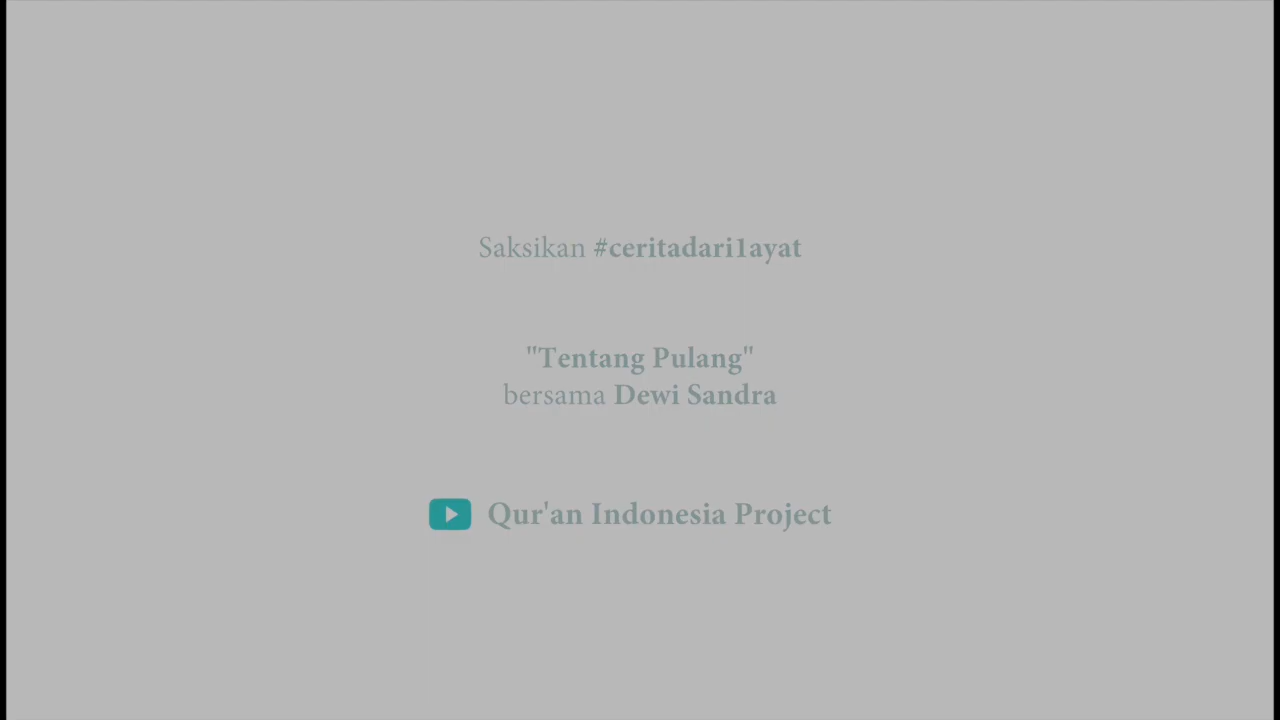 Saksikan #ceritadari1ayat
"Tentang Pulang"
bersama Dewi Sandra
Qur'an Indonesia Project